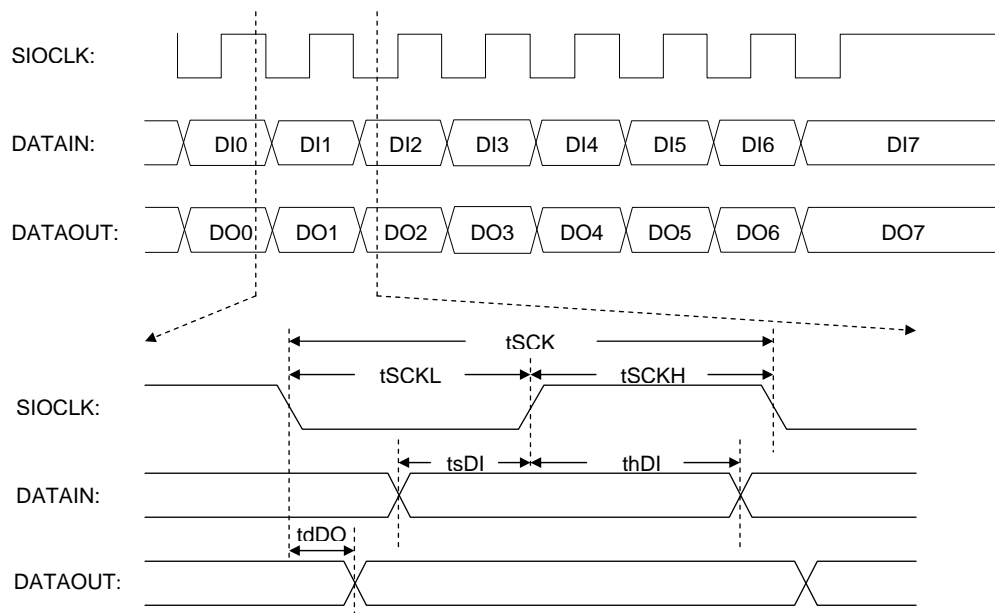 SIOCLK:
DATAIN: DI0 DI1 DI2 DI3 DI4 DI5 DI6 DI7
DATAOUT: DO0 DO1 DO2 DO3 DO4 DO5 DO6 DO7
tSCK
tSCKL tSCKH
SIOCLK:
tsDI thDI
DATAIN:
tdDO
DATAOUT: